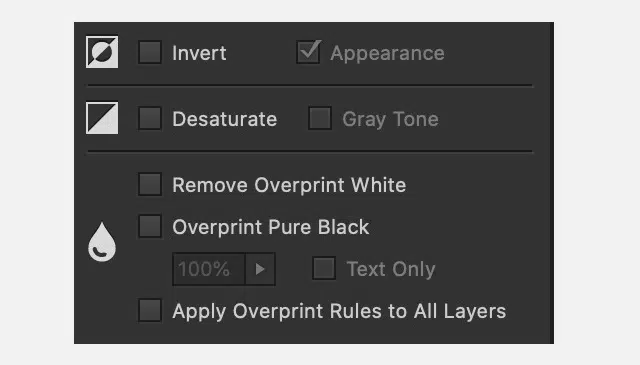 Invert Appearance
Desaturate Gray Tone
Remove Overprint White
Overprint Pure Black
100% Text Only
Apply Overprint Rules to All Layers